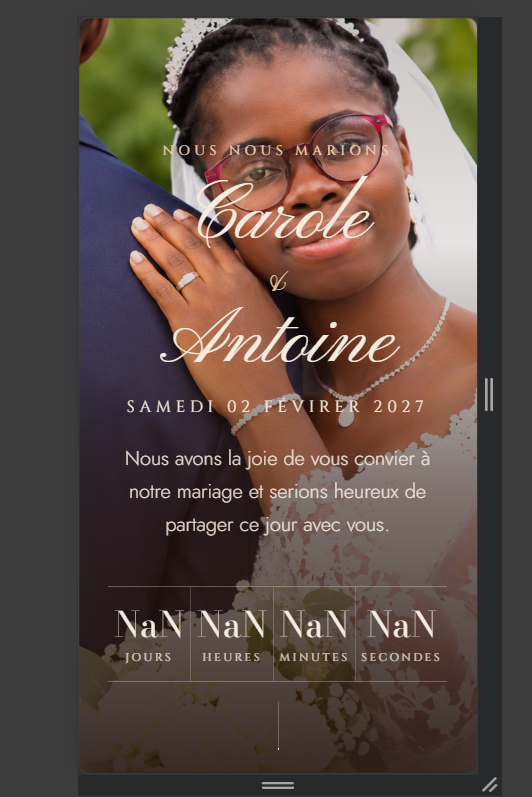 NOUS NOUS MARIONS
Carole
&
Antoine
SAMEDI 02 FÉVIRER 2027
Nous avons la joie de vous convier à
notre mariage et serions heureux de
partager ce jour avec vous.
NaN NaN NaN NaN
JOURS HEURES MINUTES SECONDES